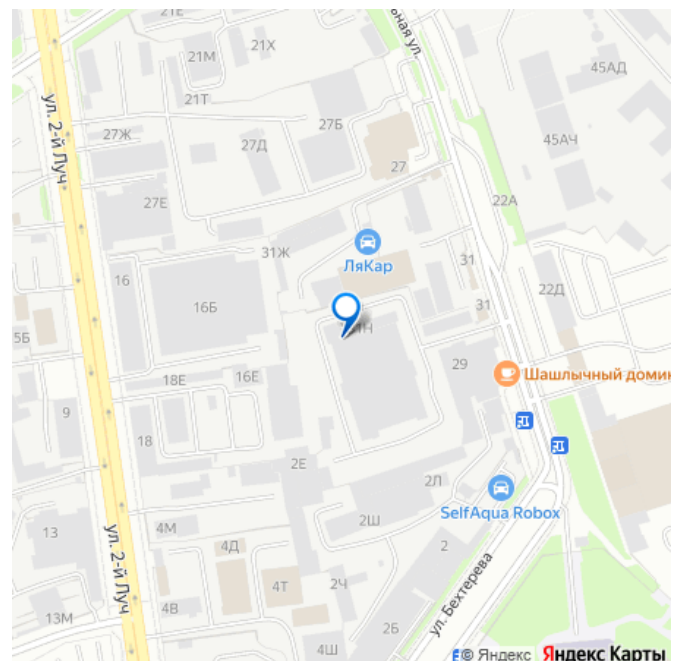 21Е
21Х
21М
ьная ул.
45АД
21Т
27Б
ул. 2-й Луч
27Ж
27Д
45АЧ
27
22А
27Е
31Ж
31
ЛяКар
16
22Д
16Б
31
5Б
29
Шашлычный домик
18Е
16Е
9
18
2Е
2Л
SelfAqua Robox
2Ш
4М
13
ул. 2-й Луч
4Д
2
2Ч
4Т
ул. Бехтерева
13М
4В
2Б
4Ш
© Яндекс Яндекс Карты